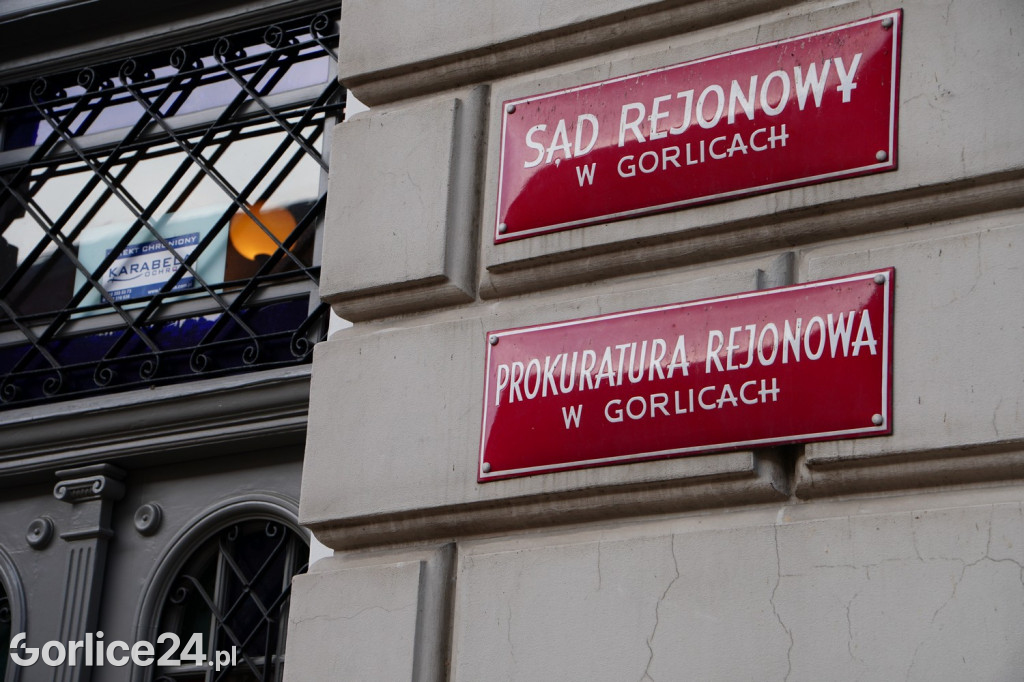 SĄD REJONOWY
W GORLICACH
PROKURATURA REJONOWA
W GORLICACH
KARABELA
Gorlice24.pl